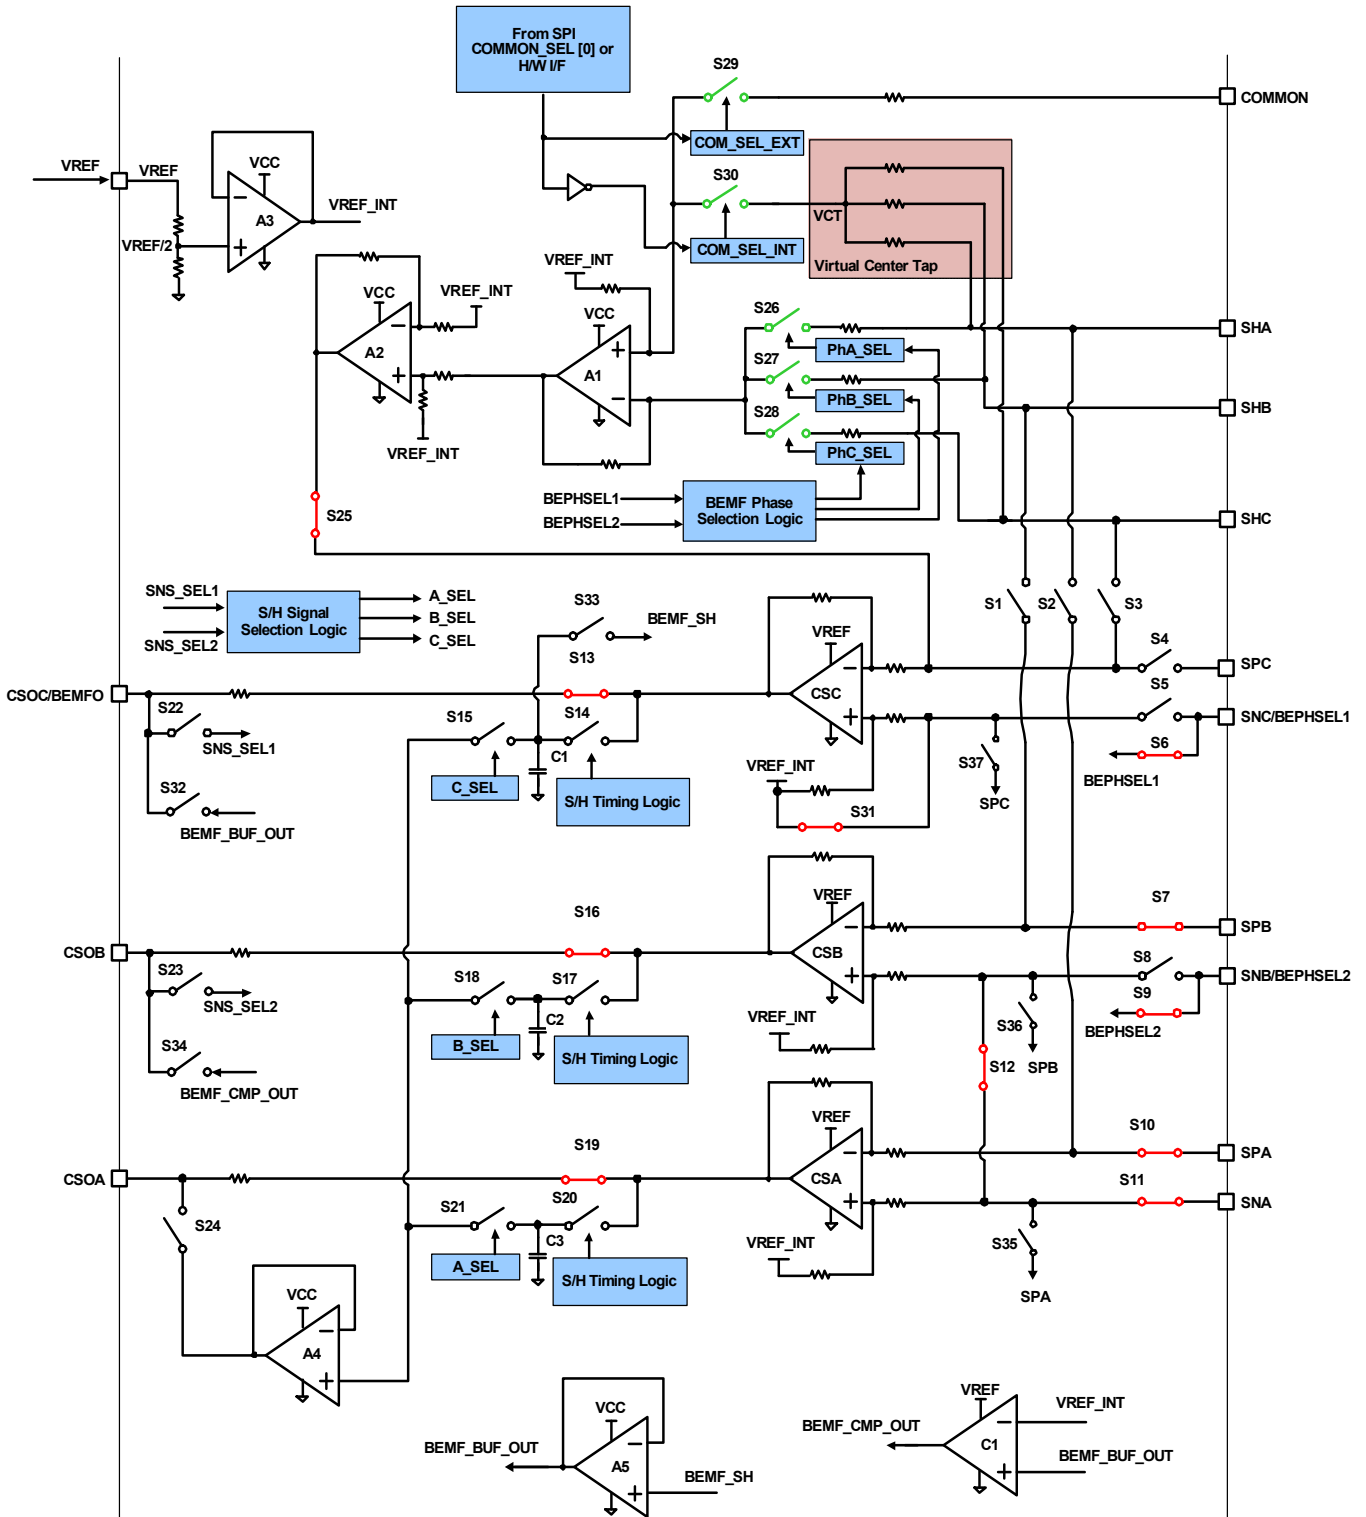 From SPI
COMMON_SEL [0] or
H/W I/F
S29
COMMON
COM_SEL_EXT
VREF
VREF
VCC
A3
VREF_INT
VREF/2
S30
VCT
COM_SEL_INT
Virtual Center Tap
VREF_INT
VREF_INT
VCC
A2
VREF_INT
VCC
A1
S26
SHA
PhA_SEL
S27
PhB_SEL
SHB
S28
PhC_SEL
BEPHSEL1
BEPHSEL2
BEMF Phase
Selection Logic
SHC
S25
SNS_SEL1
SNS_SEL2
S/H Signal
Selection Logic
A_SEL
B_SEL
C_SEL
S33
BEMF_SH
S13
S1
S2
S3
S4
SPC
VREF
CSC
S5
CSOC/BEMFO
SNC/BEPHSEL1
S22
SNS_SEL1
S15
S14
C1
C_SEL
S/H Timing Logic
S6
BEPHSEL1
S37
SPC
VREF_INT
S31
S32
BEMF_BUF_OUT
S16
VREF
CSB
S7
SPB
CSOB
S8
SNB/BEPHSEL2
S23
SNS_SEL2
S18
S17
C2
B_SEL
S/H Timing Logic
S9
BEPHSEL2
VREF_INT
S36
SPB
S12
S34
BEMF_CMP_OUT
S19
VREF
CSA
S10
SPA
CSOA
S11
SNA
S24
S21
S20
C3
A_SEL
S/H Timing Logic
VREF_INT
S35
SPA
VCC
A4
VCC
A5
BEMF_BUF_OUT
BEMF_SH
VREF
VREF_INT
BEMF_CMP_OUT
C1
BEMF_BUF_OUT